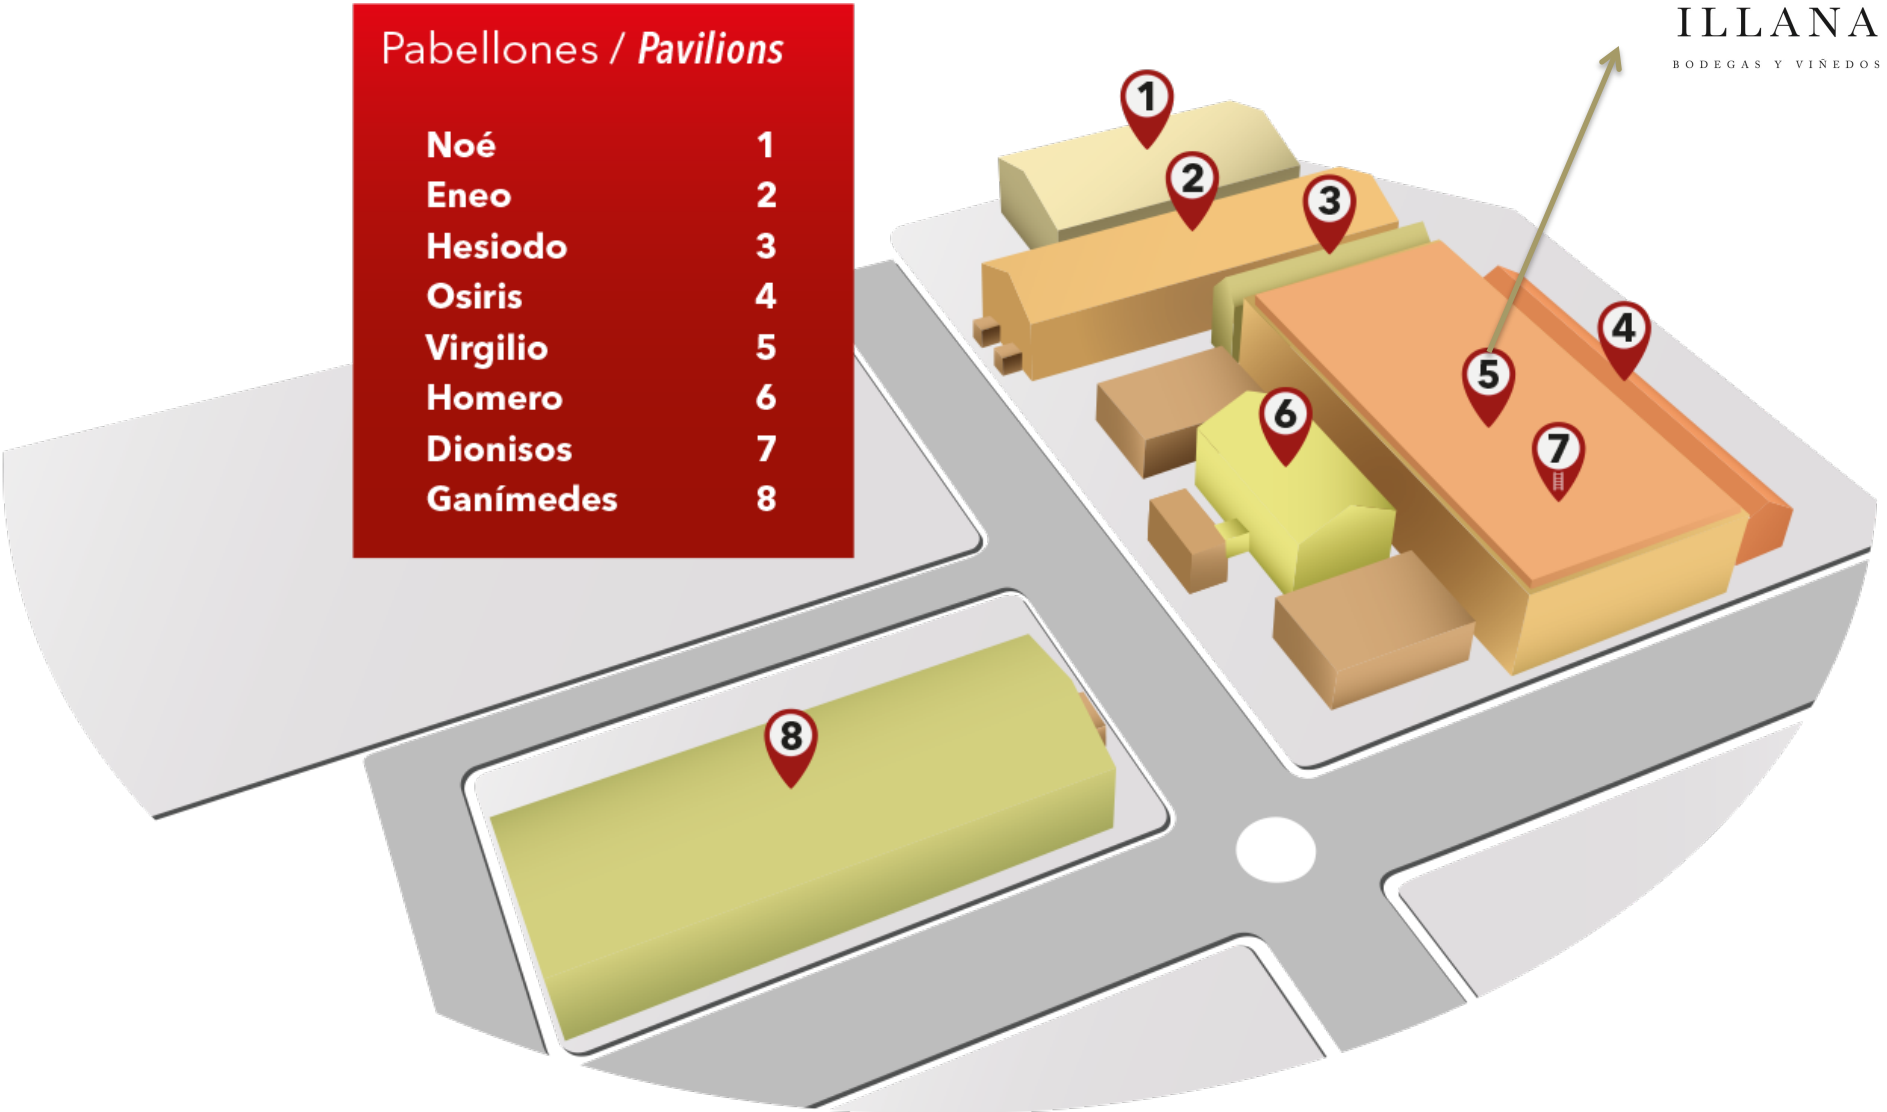 Pabellones / Pavilions
Noé 1
Eneo 2
Hesiodo 3
Osiris 4
Virgilio 5
Homero 6
Dionisos 7
Ganímedes 8
ILLANA
BODEGAS Y VIÑEDOS
1
2
3
4
5
6
7
8